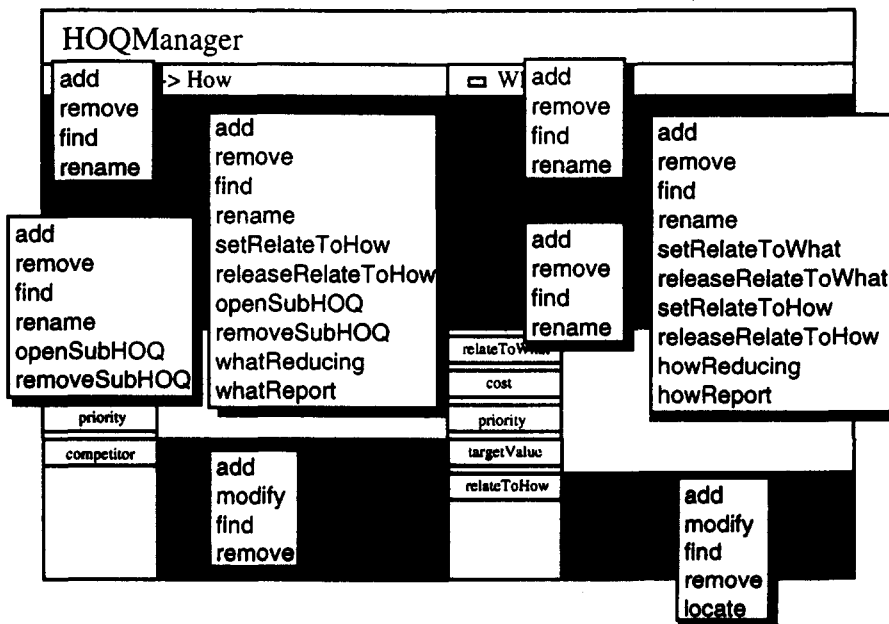 HOQManager
-> How
Wh
add
remove
find
rename
add
remove
find
rename
setRelateToHow
releaseRelateToHow
openSubHOQ
removeSubHOQ
whatReducing
whatReport
add
remove
find
rename
openSubHOQ
removeSubHOQ
add
remove
find
rename
add
remove
find
rename
add
remove
find
rename
setRelateToWhat
releaseRelateToWhat
setRelateToHow
releaseRelateToHow
howReducing
howReport
priority
competitor
relateToWhat
cost
priority
targetValue
relateToHow
add
modify
find
remove
add
modify
find
remove
locate